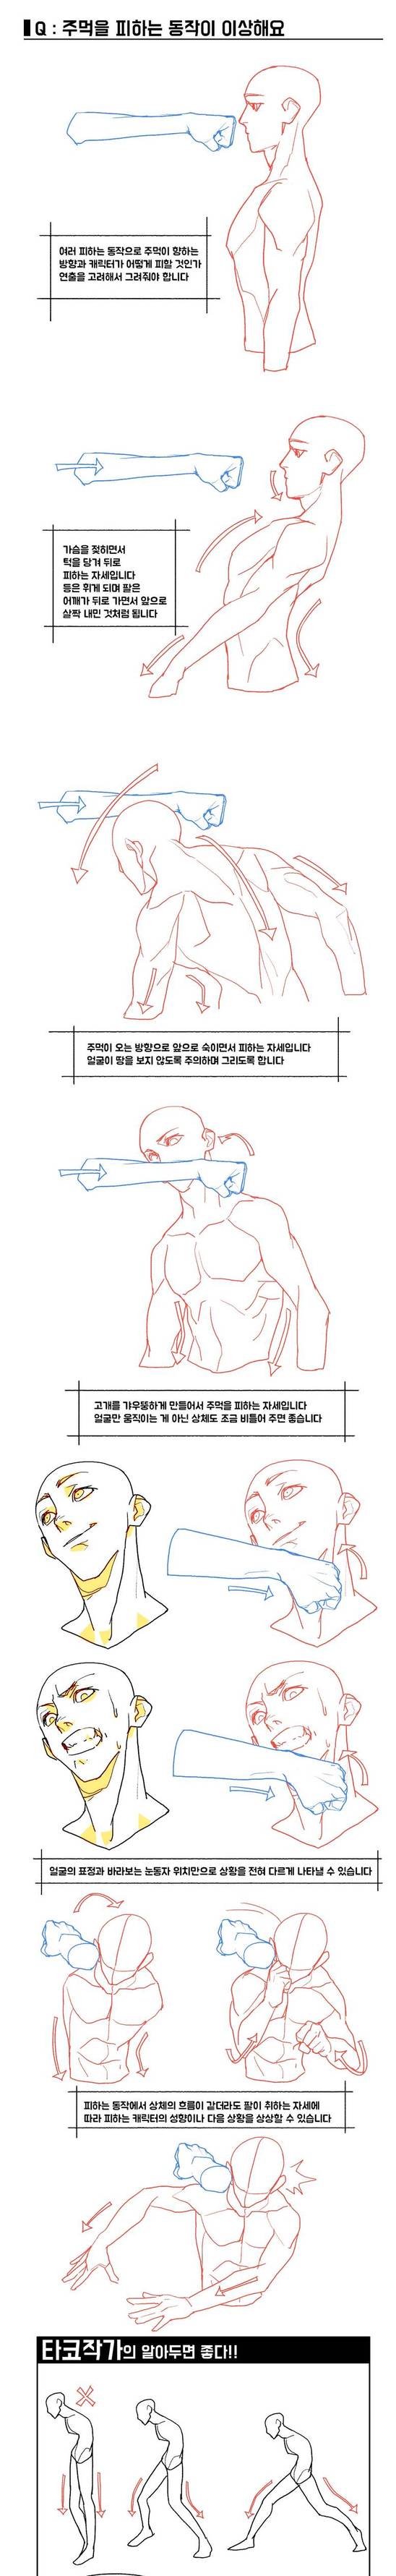 Q : 주먹을 피하는 동작이 이상해요
여러 피하는 동작으로 주먹이 향하는
방향과 캐릭터가 어떻게 피할 것인가
연출을 고려해서 그려줘야 합니다
가슴을 젖히면서
턱을 당겨 뒤로
피하는 자세입니다
등은 휘게 되며 팔은
어깨가 뒤로 가면서 앞으로
살짝 내민 것처럼 됩니다
주먹이 오는 방향으로 앞으로 숙이면서 피하는 자세입니다
얼굴이 땅을 보지 않도록 주의하며 그리도록 합니다
고개를 갸우뚱하게 만들어서 주먹을 피하는 자세입니다
얼굴만 움직이는 게 아닌 상체도 조금 비틀어 주면 좋습니다
얼굴의 표정과 바라보는 눈동자 위치만으로 상황을 전혀 다르게 나타낼 수 있습니다
피하는 동작에서 상체의 흐름이 같더라도 팔이 취하는 자세에
따라 피하는 캐릭터의 성향이나 다음 상황을 상상할 수 있습니다
타코작가의 알아두면 좋다!!